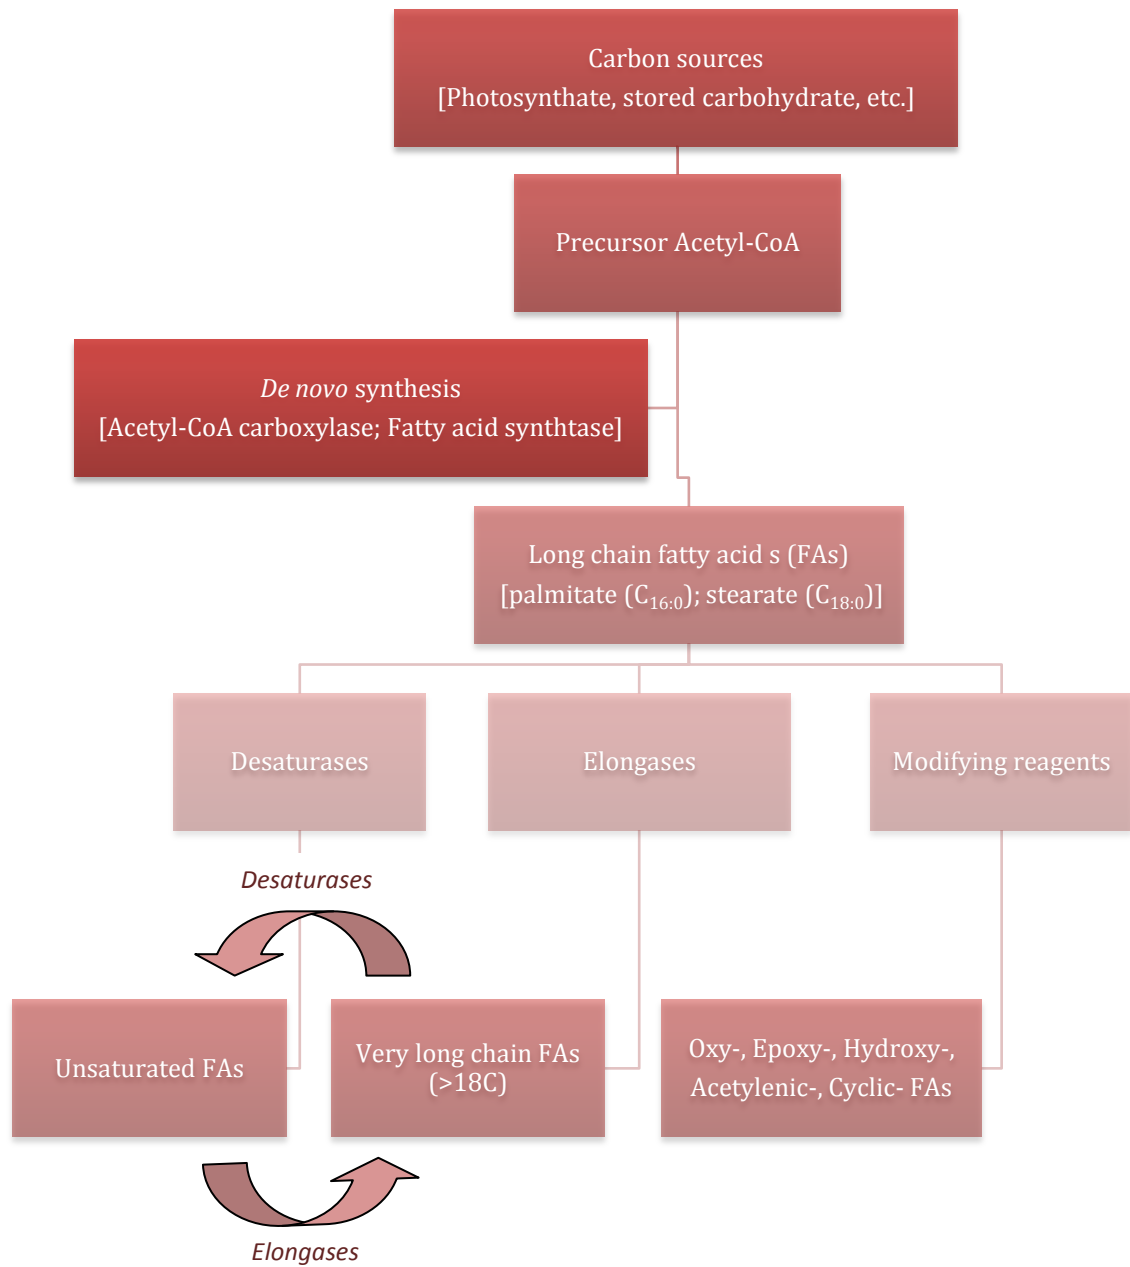 Carbon sources
[Photosynthate, stored carbohydrate, etc.]
Precursor Acetyl-CoA
De novo synthesis
[Acetyl-CoA carboxylase; Fatty acid synthtase]
Long chain fatty acid s (FAs)
[palmitate (C16:0); stearate (C18:0)]
Desaturases
Elongases
Modifying reagents
Desaturases
Unsaturated FAs
Very long chain FAs
(>18C)
Oxy-, Epoxy-, Hydroxy-,
Acetylenic-, Cyclic- FAs
Elongases